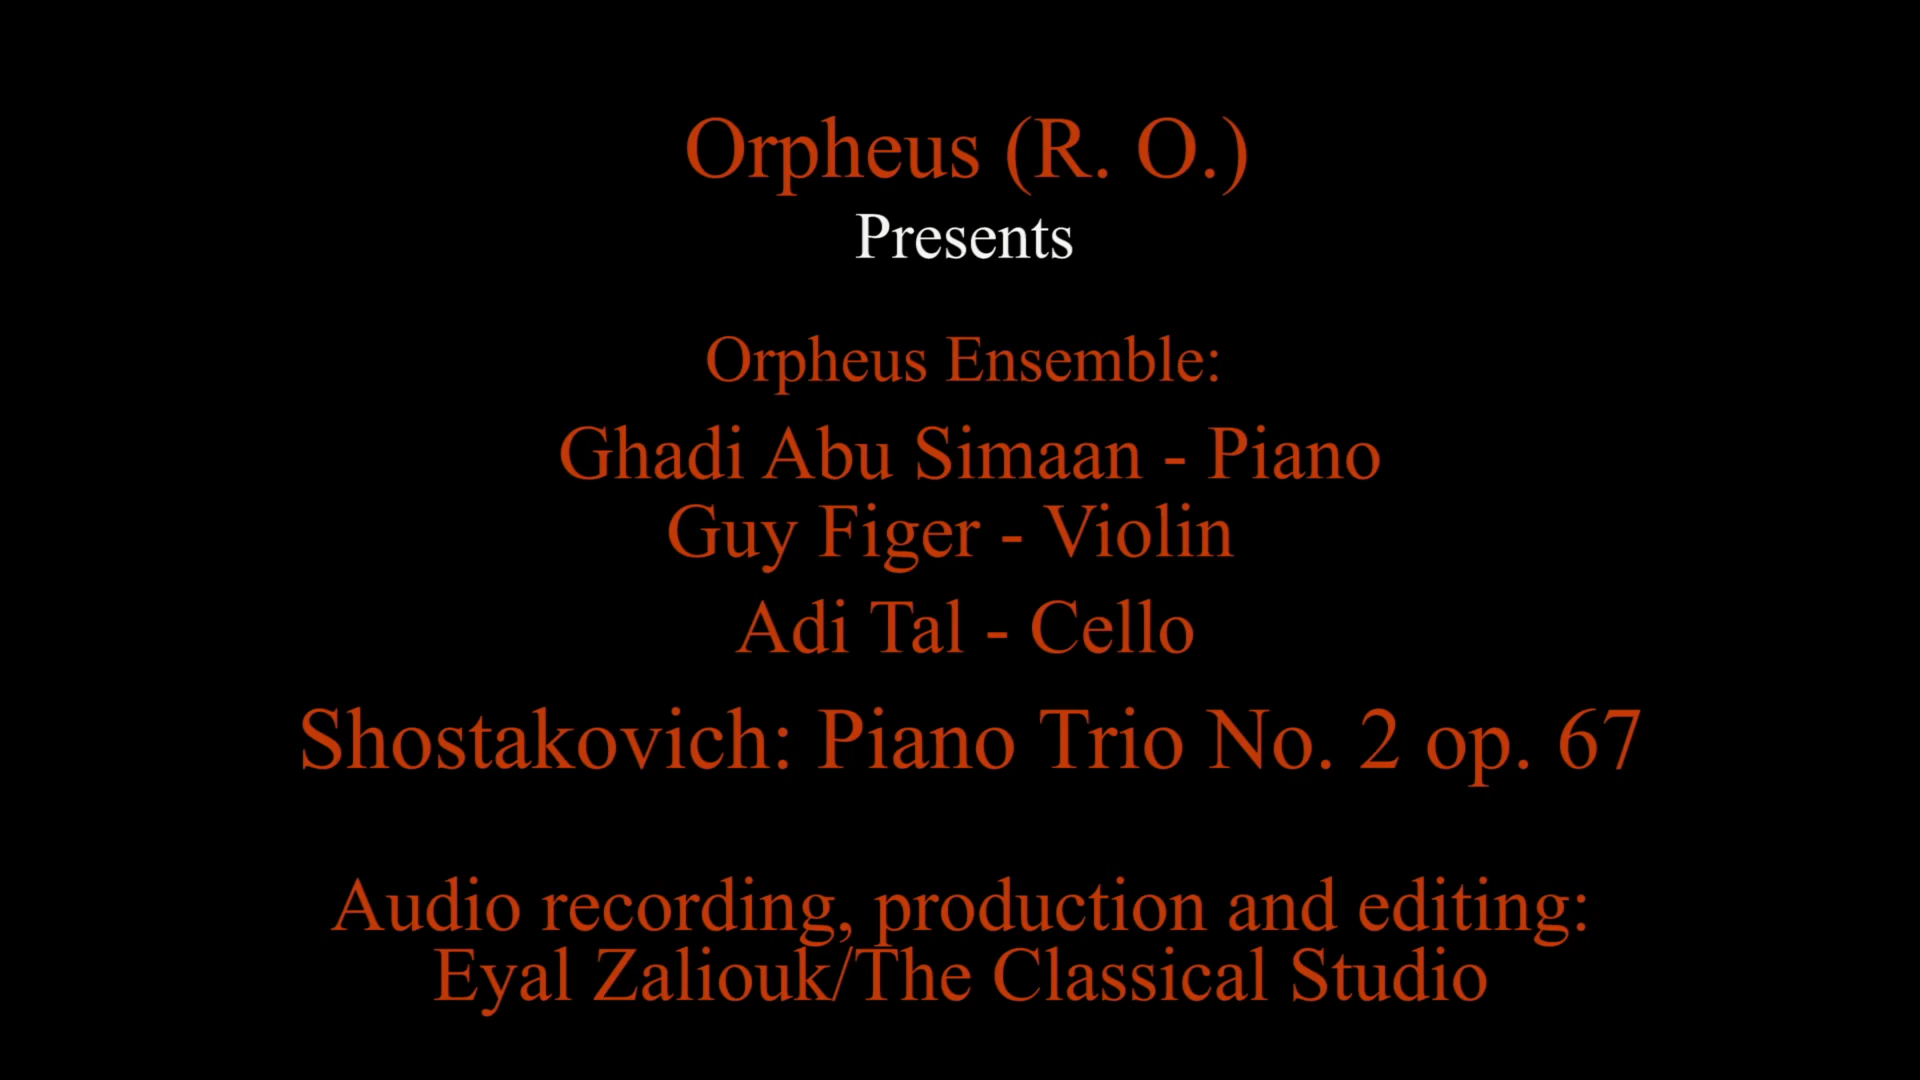 Orpheus (R. O.)
Presents
Orpheus Ensemble:
Ghadi Abu Simaan - Piano
Guy Figer - Violin
Adi Tal - Cello
Shostakovich: Piano Trio No. 2 op. 67
Audio recording, production and editing:
Eyal Zaliouk/The Classical Studio